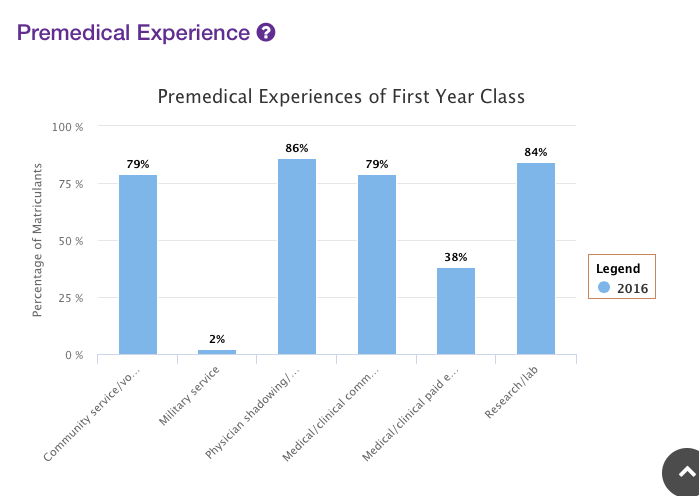 Premedical Experience ?
Premedical Experiences of First Year Class
Percentage of Matriculants
100 %
75 %
50 %
25 %
0 %
79%
2%
86%
79%
38%
84%
Community service/vo...
Military service
Physician shadowing/...
Medical/clinical comm...
Medical/clinical paid e...
Research/lab
Legend
2016